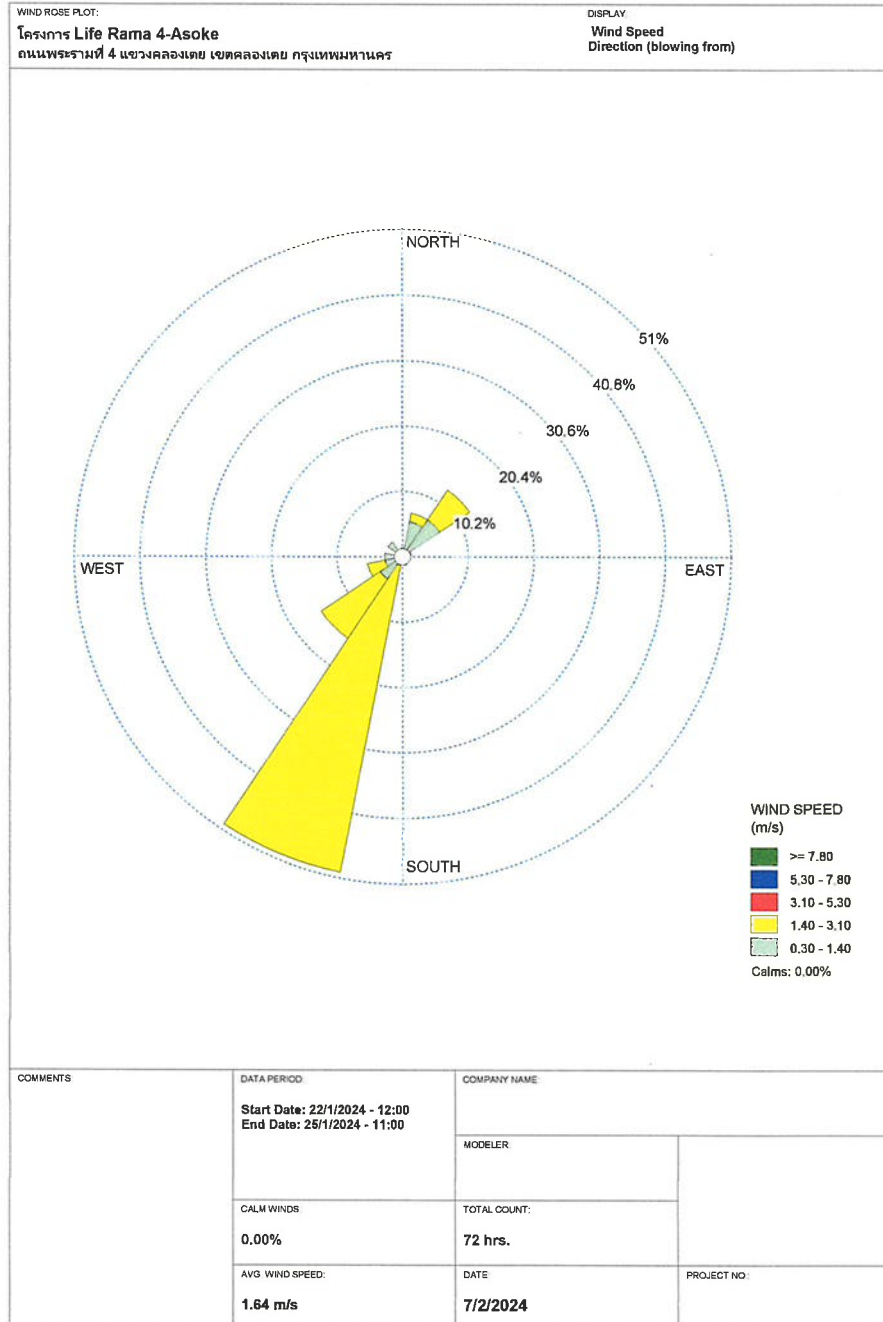 WIND ROSE PLOT:
โครงการ Life Rama 4-Asoke
ถนนพระรามที่ 4 แขวงคลองเตย เขตคลองเตย กรุงเทพมหานคร
DISPLAY:
Wind Speed
Direction (blowing from)
NORTH
51%
40.8%
30.6%
20.4%
10.2%
WEST
EAST
SOUTH
WIND SPEED
(m/s)
>= 7.80
5.30 - 7.80
3.10 - 5.30
1.40 - 3.10
0.30 - 1.40
Calms: 0.00%
COMMENTS:
DATA PERIOD:
Start Date: 22/1/2024 - 12:00
End Date: 25/1/2024 - 11:00
COMPANY NAME:
MODELER:
CALM WINDS:
0.00%
TOTAL COUNT:
72 hrs.
AVG. WIND SPEED:
1.64 m/s
DATE:
7/2/2024
PROJECT NO.: